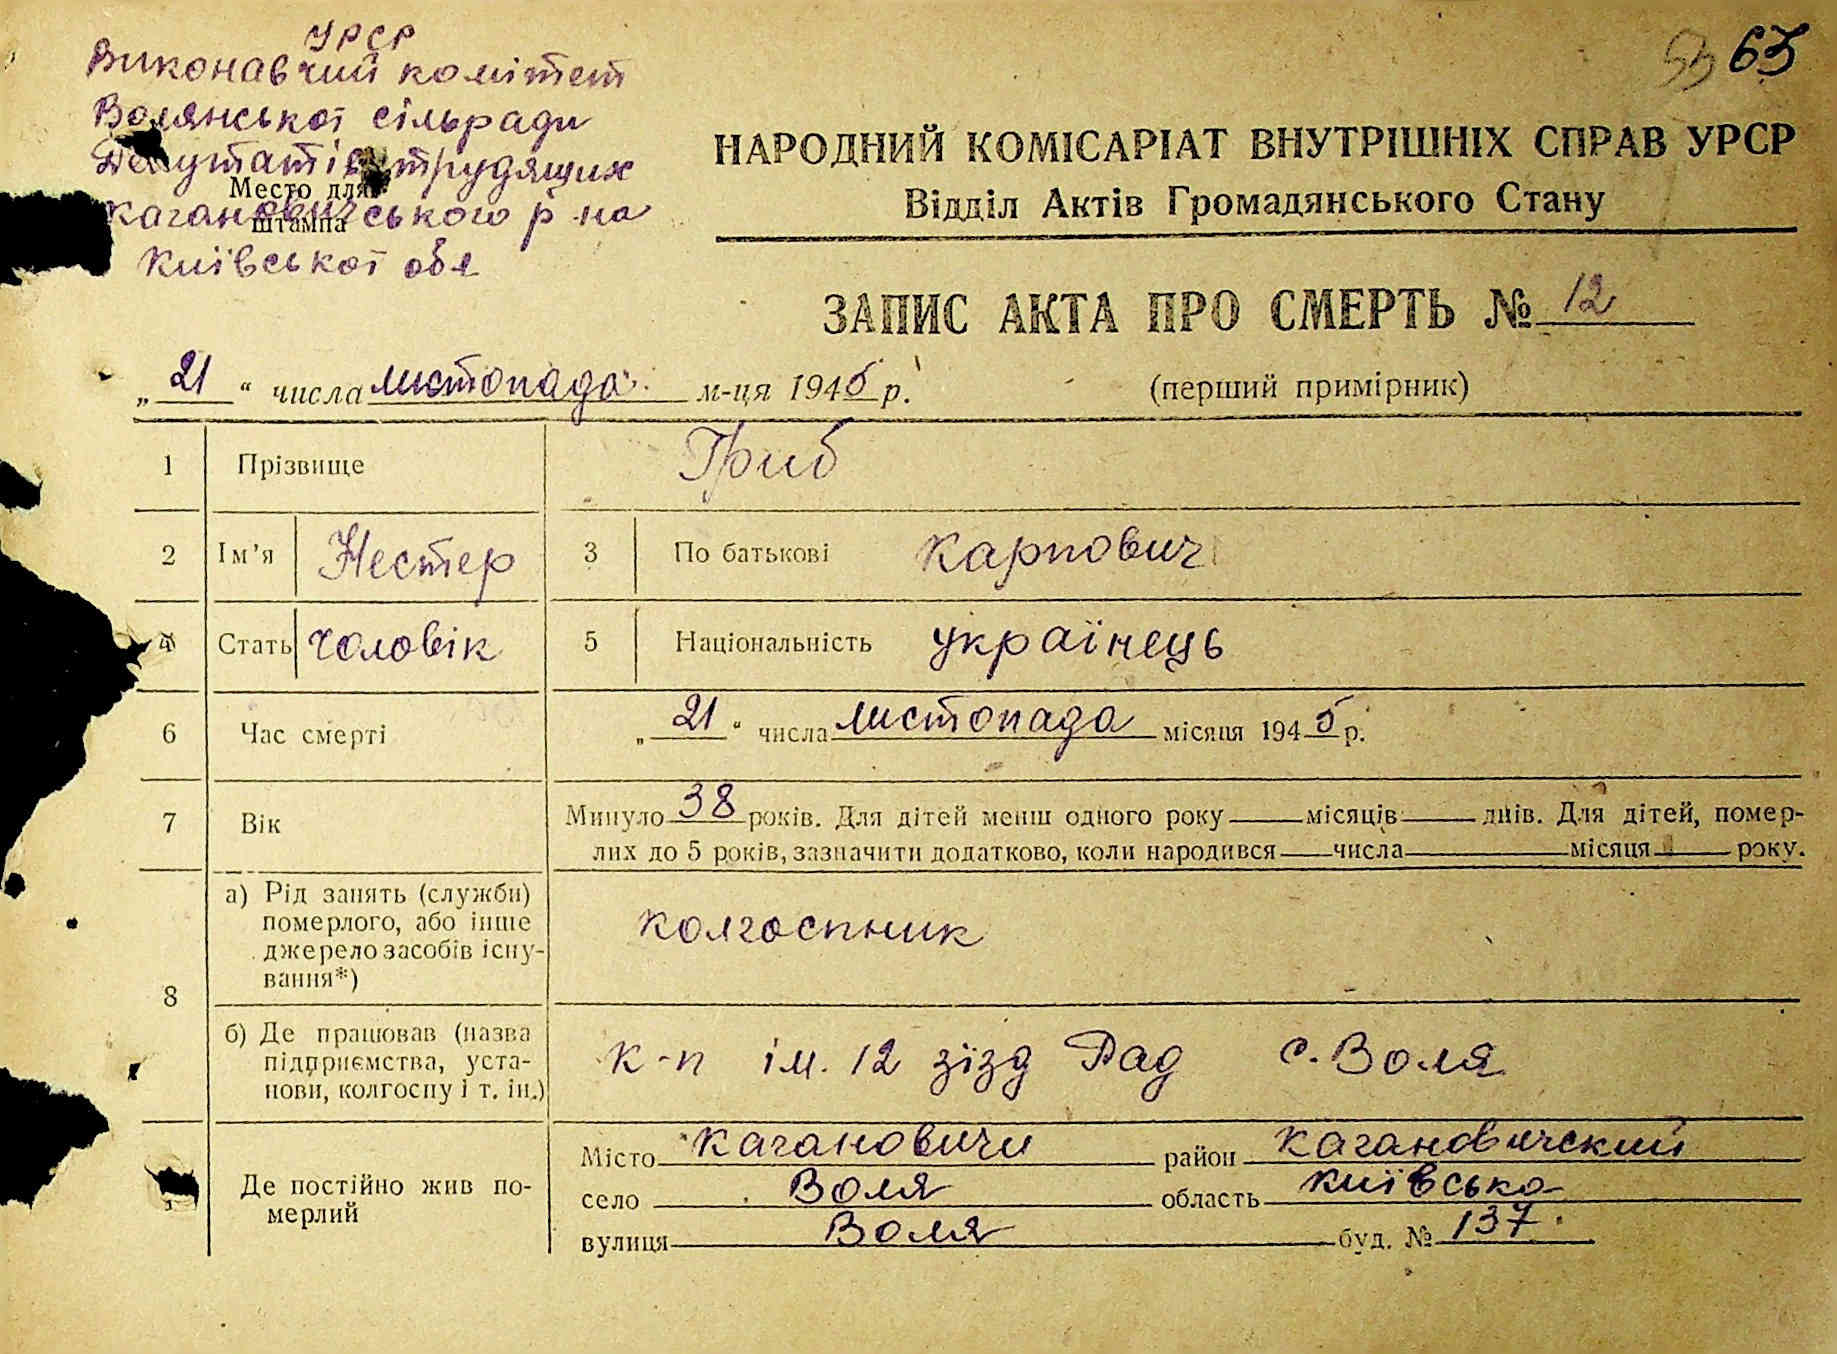 УРСР
Виконавчий комітет
Волянської сільради
Депутатів трудящих
Место для
Кагановичського р-на
штампа
Київської обл
63
НАРОДНИЙ КОМІСАРІАТ ВНУТРІШНІХ СПРАВ УРСР
Відділ Актів Громадянського Стану
ЗАПИС АКТА ПРО СМЕРТЬ № 12
„ 21 “ числа листопада м-ця 1945 р. (перший примірник)
1 Прізвище Гриб
2 Ім’я Нестер 3 По батькові Карпович
4 Стать чоловік 5 Національність українець
6 Час смерті „ 21 “ числа листопада місяця 1945 р.
7 Вік Минуло 38 років. Для дітей менш одного року — місяців — днів. Для дітей, помер-
лих до 5 років, зазначити додатково, коли народився — числа — місяця — року.
8 а) Рід занять (служби)
померлого, або інше
джерело засобів існу-
вання*)
колгоспник
б) Де працював (назва
підприємства, уста-
нови, колгоспу і т. ін.)
к-п ім. 12 зїзд Рад с. Воля
Де постійно жив по-
мерлий
Місто Кагановичи район Кагановичский
село Воля область Київська
вулиця Воля буд. № 137.